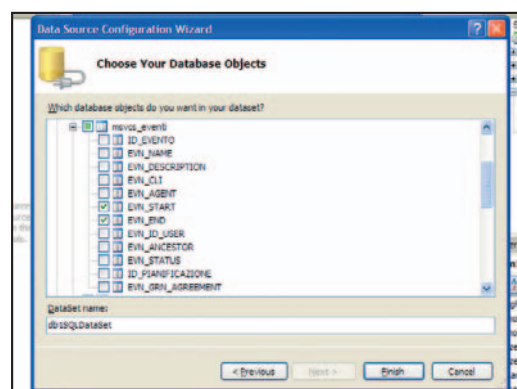 Data Source Configuration Wizard
Choose Your Database Objects
Which database objects do you want in your dataset?
msvcs_eventi
ID_EVENTO
EVN_NAME
EVN_DESCRIPTION
EVN_CLI
EVN_AGENT
EVN_START
EVN_END
EVN_ID_USER
EVN_ANCESTOR
EVN_STATUS
ID_PIANIFICAZIONE
EVN_GRN_AGREEMENT
DataSet name:
db1SQLDataSet
< Previous
Next >
Finish
Cancel